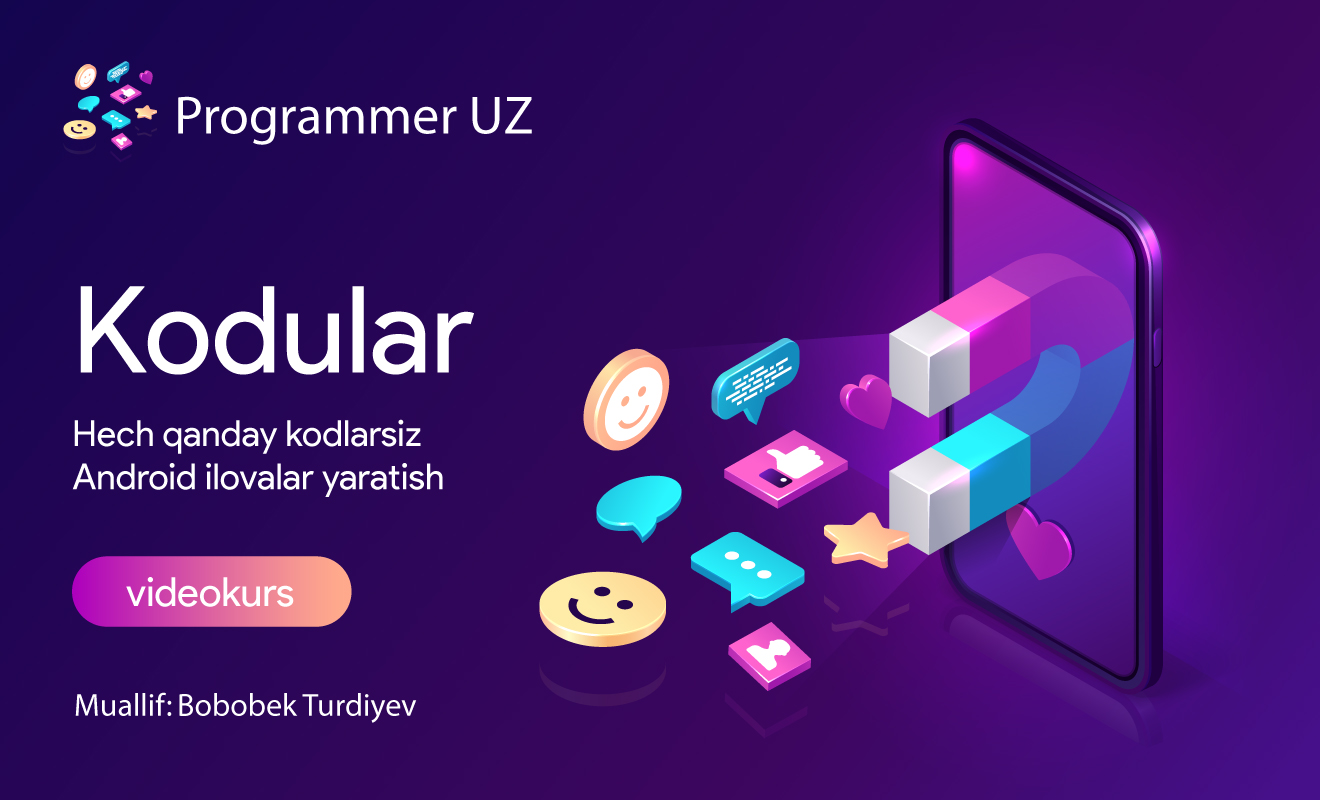 Programmer UZ
Kodular
Hech qanday kodlarsiz
Android ilovalar yaratish
videokurs
Muallif: Bobobek Turdiyev